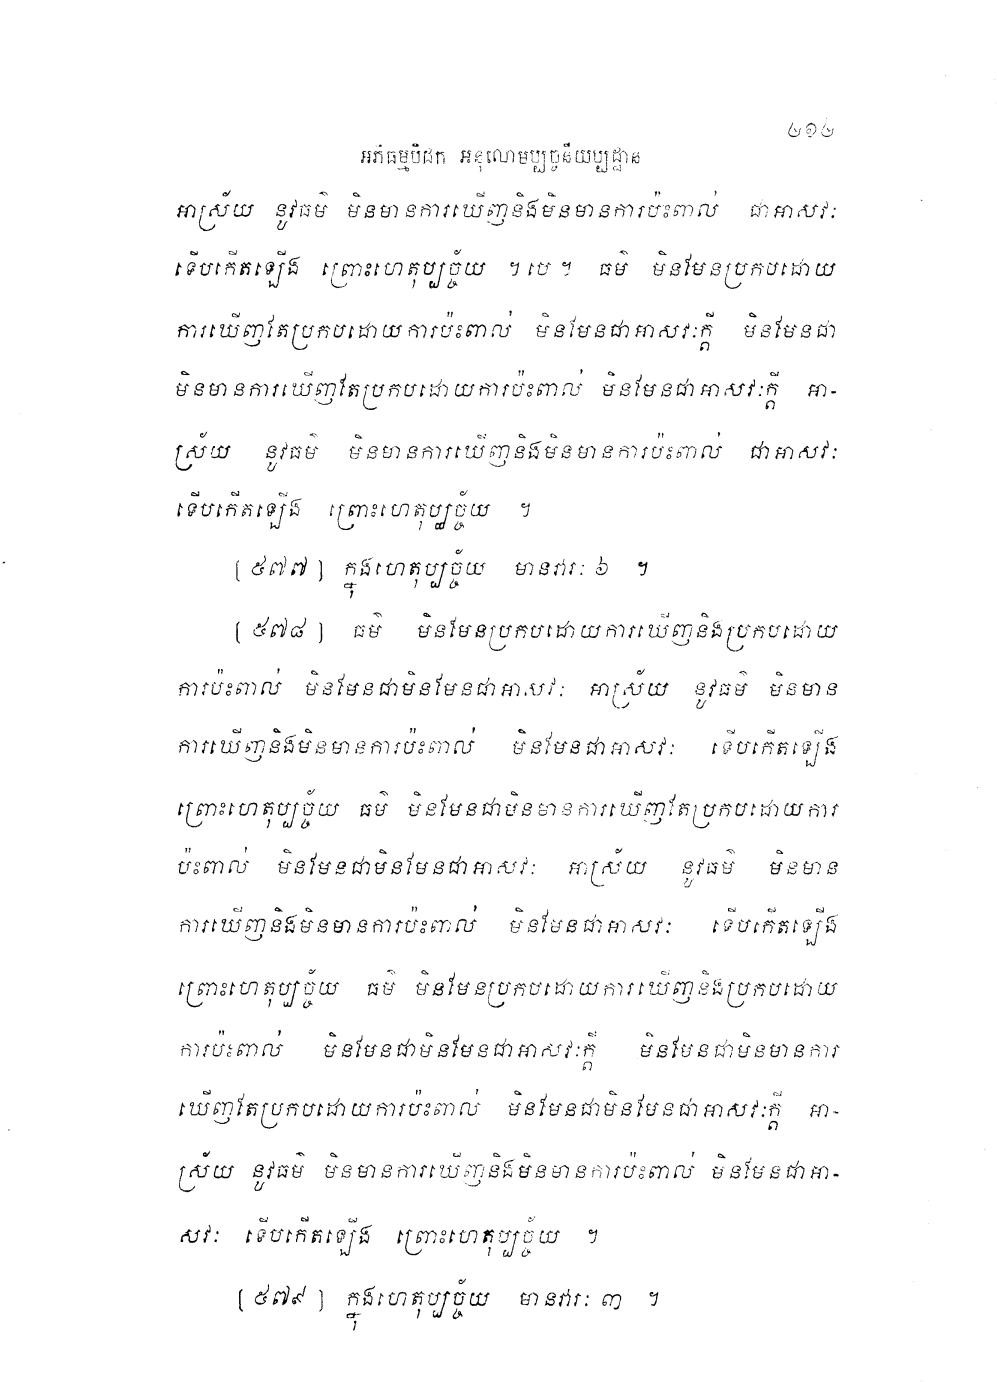 ២១២
អភិធម្មបិដក អនុលោមប្បច្ចនីយប្បដ្ឋាន
អាស្រ័យ នូវធម៌ មិនមានការឃើញនិងមិនមានការប៉ះពាល់ ជាអាសវៈ
ទើបកើតឡើង ព្រោះហេតុប្បច្ច័យ ។ បេ ។ ធម៌ មិនមែនប្រកបដោយ
ការឃើញតែប្រកបដោយការប៉ះពាល់ មិនមែនជាអាសវៈក្តី មិនមែនជា
មិនមានការឃើញតែប្រកបដោយការប៉ះពាល់ មិនមែនជាអាសវៈក្តី អា-
ស្រ័យ នូវធម៌ មិនមានការឃើញនិងមិនមានការប៉ះពាល់ ជាអាសវៈ
ទើបកើតឡើង ព្រោះហេតុប្បច្ច័យ ។
[ ៥៧៧ ] ក្នុងហេតុប្បច្ច័យ មានវារៈ ៦ ។
[ ៥៧៨ ] ធម៌ មិនមែនប្រកបដោយការឃើញនិងប្រកបដោយ
ការប៉ះពាល់ មិនមែនជាមិនមែនជាអាសវៈ អាស្រ័យ នូវធម៌ មិនមាន
ការឃើញនិងមិនមានការប៉ះពាល់ មិនមែនជាអាសវៈ ទើបកើតឡើង
ព្រោះហេតុប្បច្ច័យ ធម៌ មិនមែនជាមិនមានការឃើញតែប្រកបដោយការ
ប៉ះពាល់ មិនមែនជាមិនមែនជាអាសវៈ អាស្រ័យ នូវធម៌ មិនមាន
ការឃើញនិងមិនមានការប៉ះពាល់ មិនមែនជាអាសវៈ ទើបកើតឡើង
ព្រោះហេតុប្បច្ច័យ ធម៌ មិនមែនប្រកបដោយការឃើញនិងប្រកបដោយ
ការប៉ះពាល់ មិនមែនជាមិនមែនជាអាសវៈក្តី មិនមែនជាមិនមានការ
ឃើញតែប្រកបដោយការប៉ះពាល់ មិនមែនជាមិនមែនជាអាសវៈក្តី អា-
ស្រ័យ នូវធម៌ មិនមានការឃើញនិងមិនមានការប៉ះពាល់ មិនមែនជាអា-
សវៈ ទើបកើតឡើង ព្រោះហេតុប្បច្ច័យ ។
[ ៥៧៩ ] ក្នុងហេតុប្បច្ច័យ មានវារៈ ៣ ។